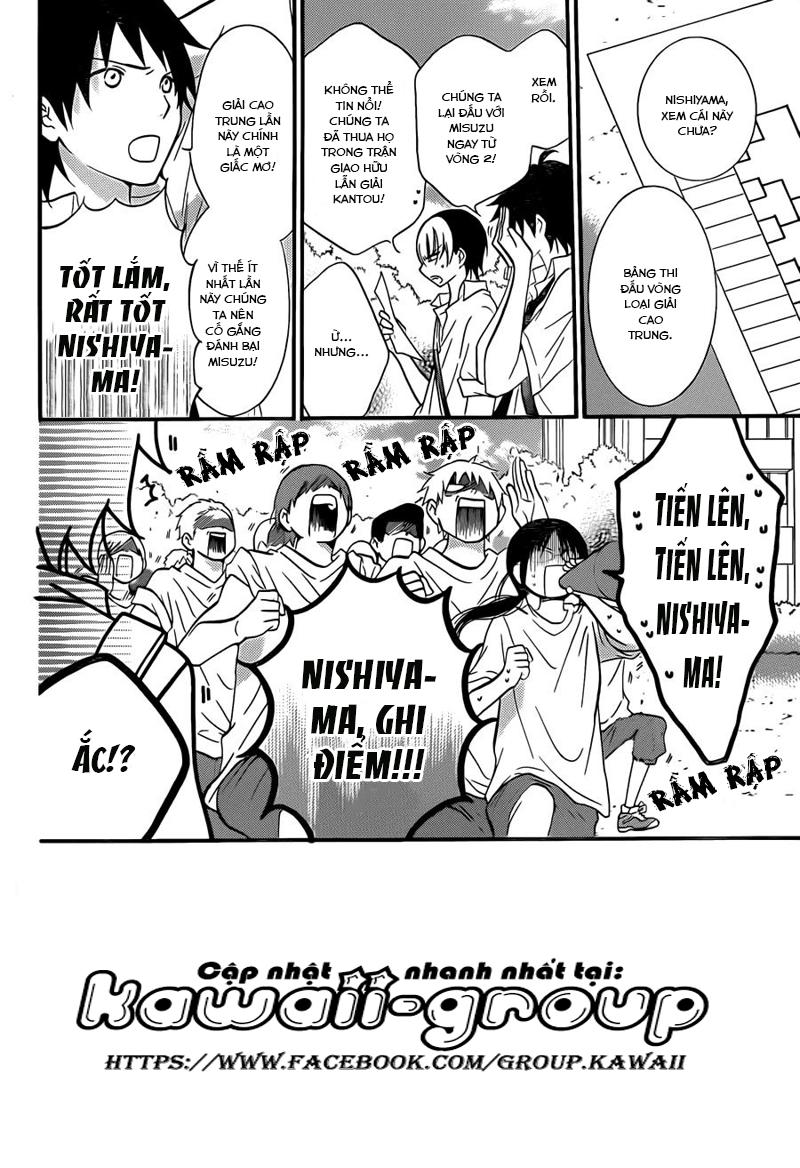 NISHIYAMA,
XEM CÁI NÀY
CHƯA?
BẢNG THI
ĐẤU VÒNG
LOẠI GIẢI
CAO
TRUNG.
XEM
RỒI.
CHÚNG TA
LẠI ĐẤU VỚI
MISUZU
NGAY TỪ
VÒNG 2!
KHÔNG THỂ
TIN NỔI!
CHÚNG TA
ĐÃ THUA HỌ
TRONG TRẬN
GIAO HỮU
LẪN GIẢI
KANTOU!
Ừ...
NHƯNG...
GIẢI CAO
TRUNG LẦN
NÀY CHÍNH
LÀ MỘT
GIẤC MƠ!
VÌ THẾ ÍT
NHẤT LẦN
NÀY CHÚNG
TA NÊN
CỐ GẮNG
ĐÁNH BẠI
MISUZU!
TỐT LẮM,
RẤT TỐT
NISHIYA-
MA!
TIẾN LÊN,
TIẾN LÊN,
NISHIYA-
MA!
RẦM RẬP
RẦM RẬP
RẦM RẬP
NISHIYA-
MA, GHI
ĐIỂM!!!
ẮC!?
Cập nhật nhanh nhất tại:
kawaii-group
HTTPS://WWW.FACEBOOK.COM/GROUP.KAWAII